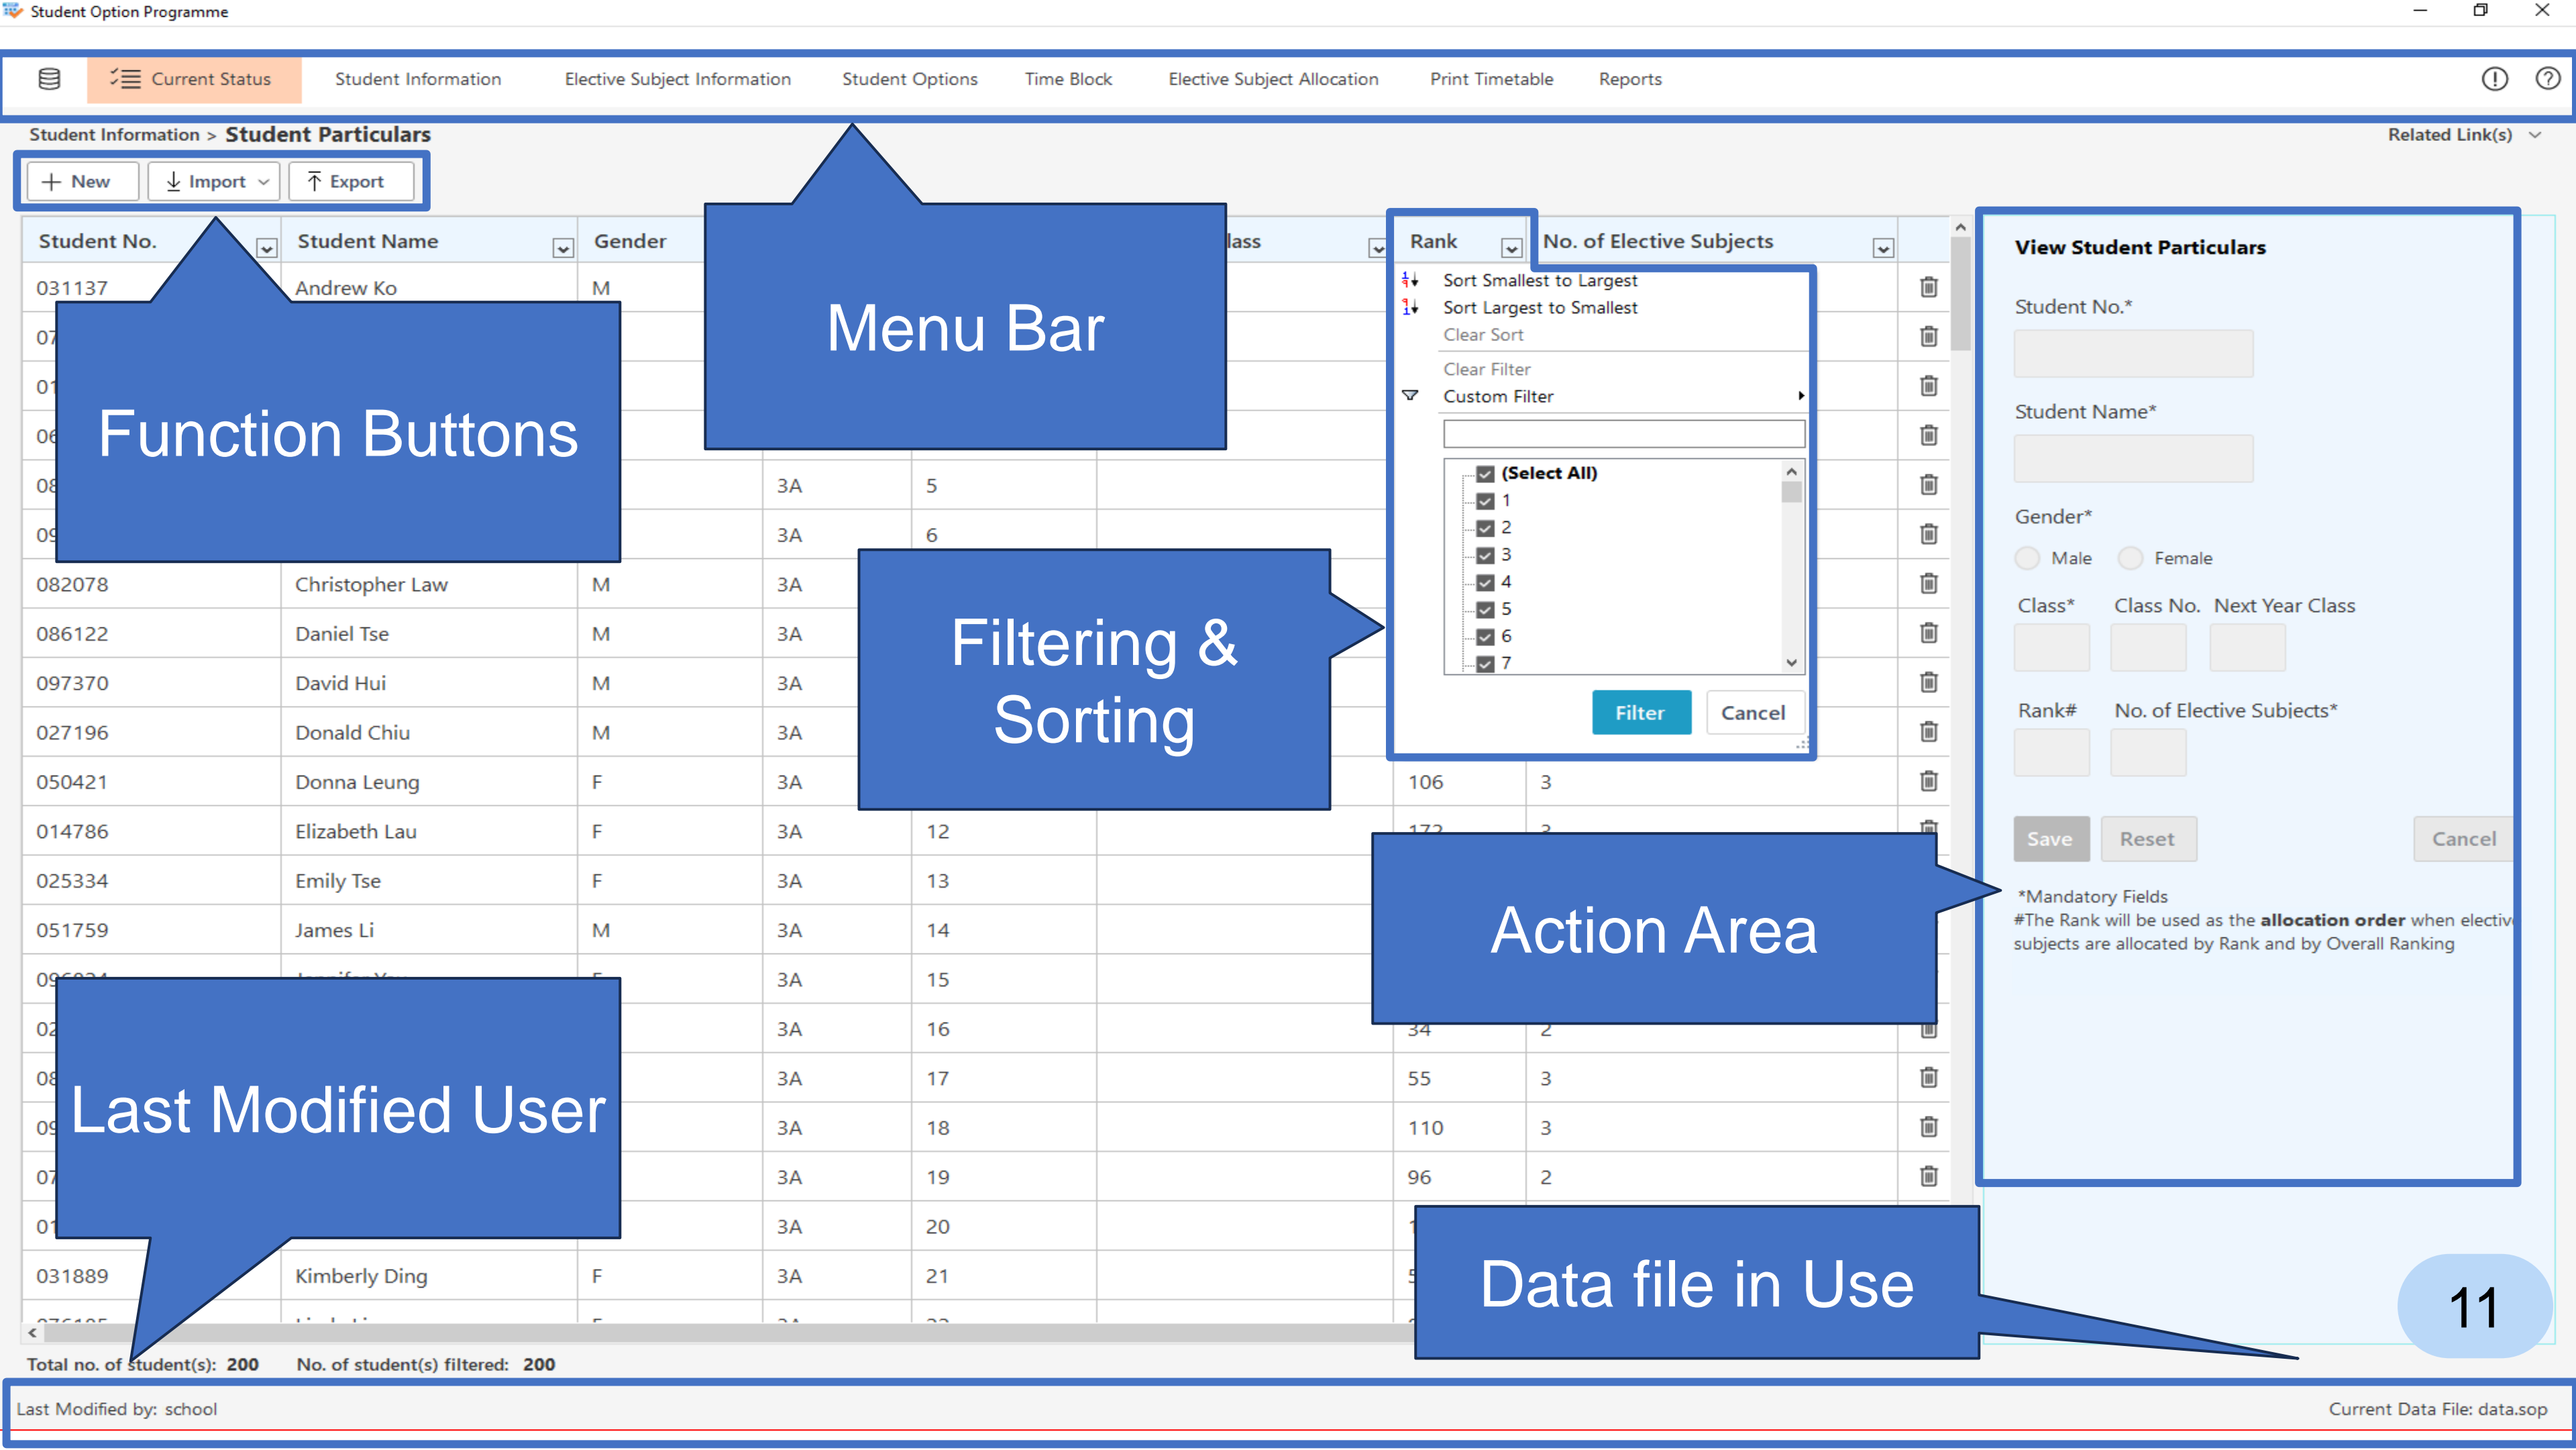 Student Option Programme
Current Status Student Information Elective Subject Information Student Options Time Block Elective Subject Allocation Print Timetable Reports
Student Information > Student Particulars
Related Link(s)
+ New Import Export
Student No. Student Name Gender Rank No. of Elective Subjects
Menu Bar
Function Buttons
Sort Smallest to Largest
Sort Largest to Smallest
Clear Sort
Clear Filter
Custom Filter
(Select All)
1
2
3
4
5
6
7
Filter Cancel
Filtering &
Sorting
031137 Andrew Ko M
3A 5
3A 6
082078 Christopher Law M 3A
086122 Daniel Tse M 3A
097370 David Hui M 3A
027196 Donald Chiu M 3A
050421 Donna Leung F 3A 106 3
014786 Elizabeth Lau F 3A 12
025334 Emily Tse F 3A 13
051759 James Li M 3A 14
3A 15
3A 16 34 2
3A 17 55 3
3A 18 110 3
3A 19 96 2
3A 20
031889 Kimberly Ding F 3A 21
Action Area
Last Modified User
Data file in Use
View Student Particulars
Student No.*
Student Name*
Gender*
Male Female
Class* Class No. Next Year Class
Rank# No. of Elective Subjects*
Save Reset Cancel
*Mandatory Fields
#The Rank will be used as the allocation order when elective
subjects are allocated by Rank and by Overall Ranking
11
Total no. of student(s): 200 No. of student(s) filtered: 200
Last Modified by: school
Current Data File: data.sop